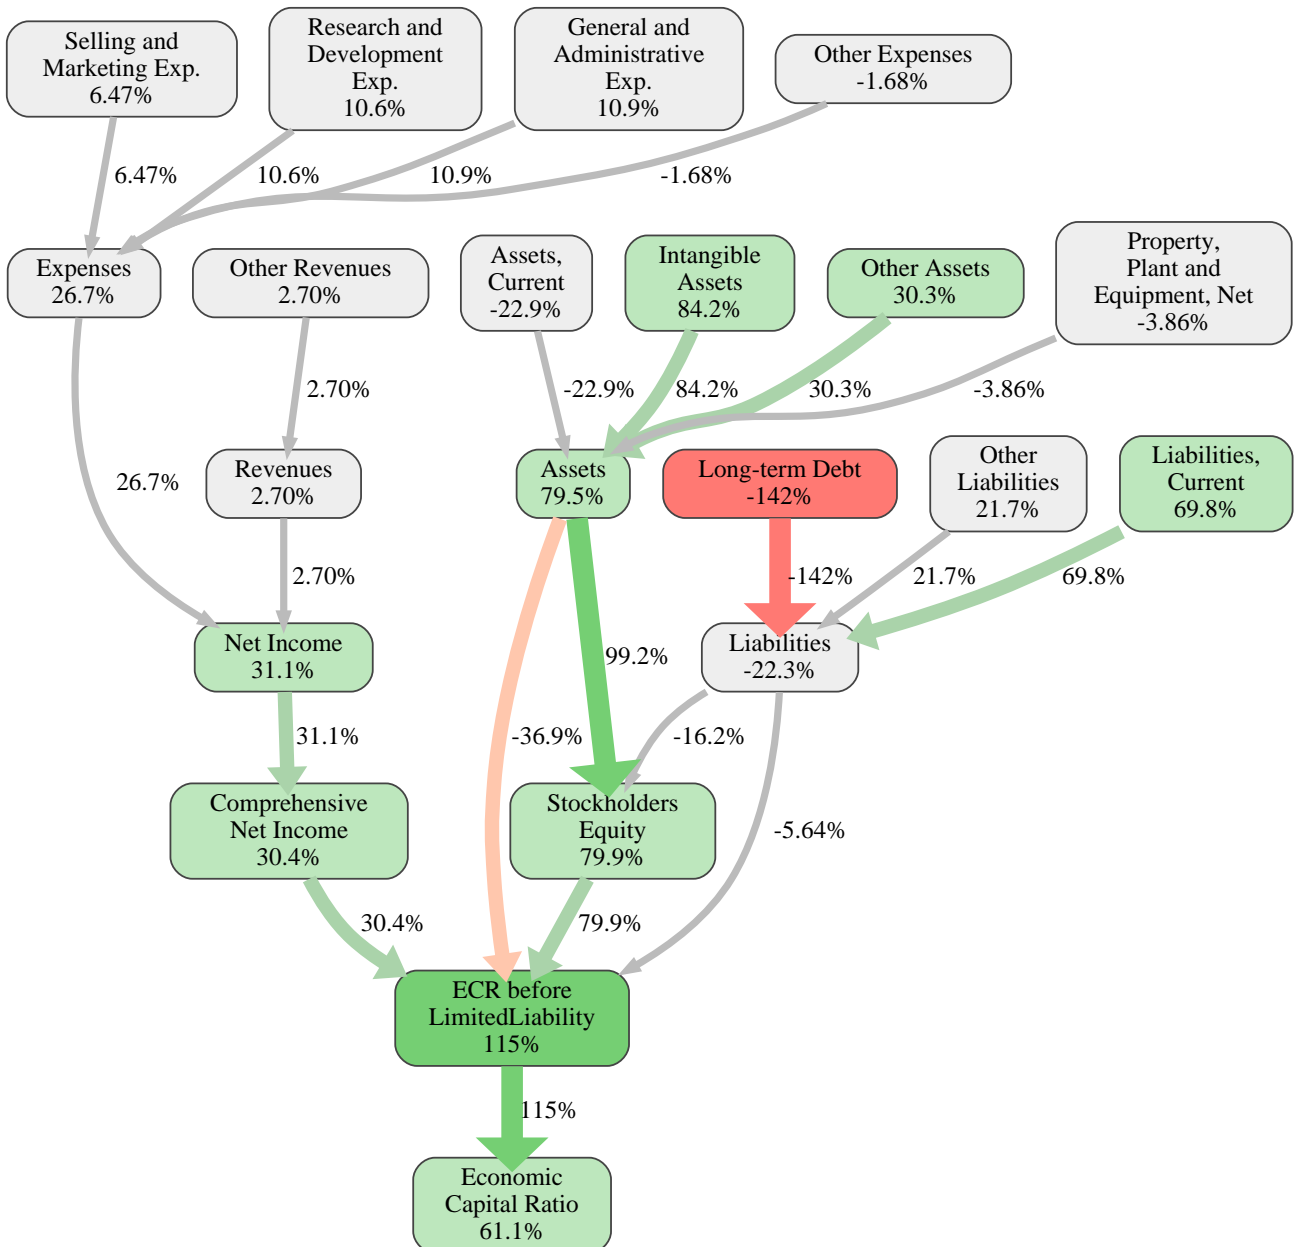 Selling and
Marketing Exp.
6.47%
Research and
Development
Exp.
10.6%
General and
Administrative
Exp.
10.9%
Other Expenses
-1.68%
6.47%
10.6%
10.9%
-1.68%
Expenses
26.7%
Other Revenues
2.70%
Assets,
Current
-22.9%
Intangible
Assets
84.2%
Other Assets
30.3%
Property,
Plant and
Equipment, Net
-3.86%
2.70%
-22.9%
84.2%
30.3%
-3.86%
26.7%
Revenues
2.70%
Assets
79.5%
Long-term Debt
-142%
Other
Liabilities
21.7%
Liabilities,
Current
69.8%
2.70%
-142%
21.7%
69.8%
Net Income
31.1%
99.2%
Liabilities
-22.3%
31.1%
-36.9%
-16.2%
Comprehensive
Net Income
30.4%
Stockholders
Equity
79.9%
-5.64%
30.4%
79.9%
ECR before
LimitedLiability
115%
115%
Economic
Capital Ratio
61.1%